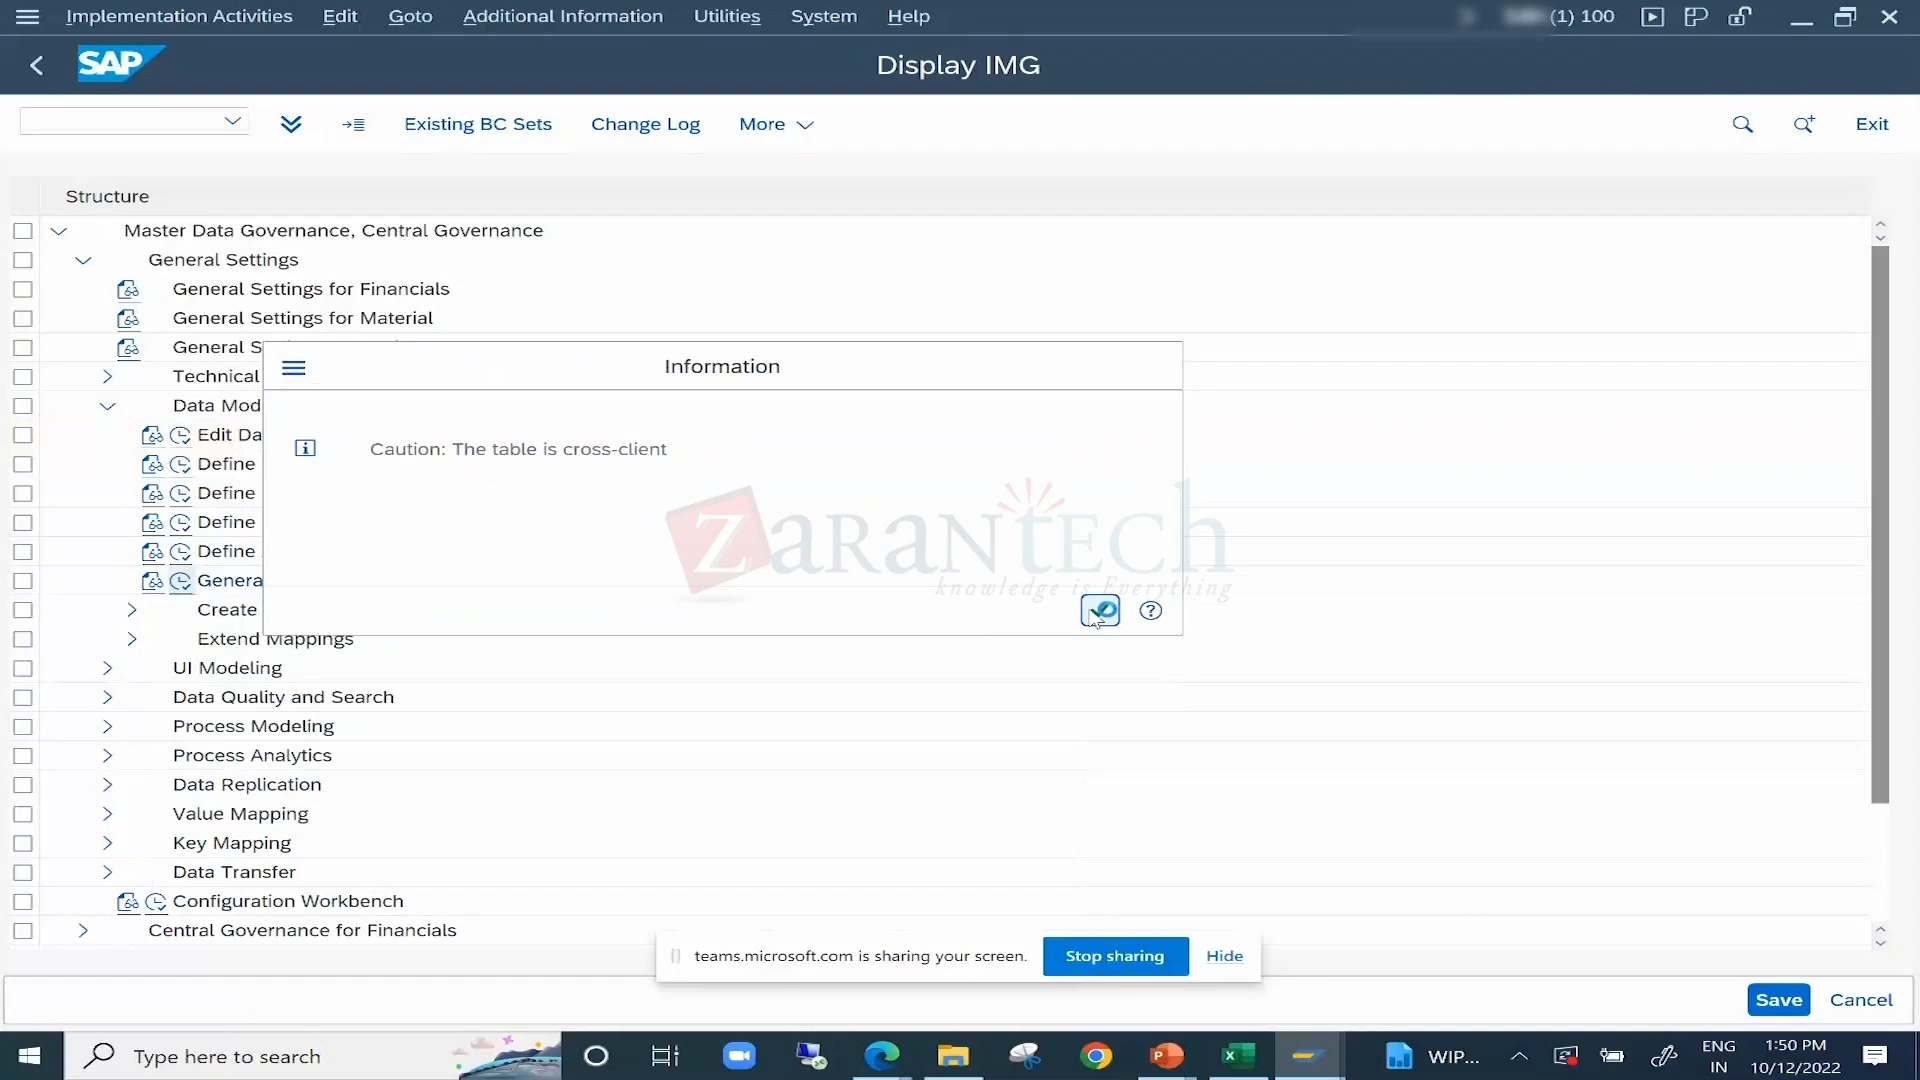 Implementation Activities Edit Goto Additional Information Utilities System Help (1) 100
SAP Display IMG
Existing BC Sets Change Log More Exit
Structure
Master Data Governance, Central Governance
General Settings
General Settings for Financials
General Settings for Material
General S
Technical
Data Mod
Edit Da
Define
Define
Define
Define
Genera
Create
Extend Mappings
UI Modeling
Data Quality and Search
Process Modeling
Process Analytics
Data Replication
Value Mapping
Key Mapping
Data Transfer
Configuration Workbench
Central Governance for Financials
Information
Caution: The table is cross-client
ZaranTech
knowledge is Everything
teams.microsoft.com is sharing your screen. Stop sharing Hide
Save Cancel
Type here to search
WIP...
ENG
IN
1:50 PM
10/12/2022